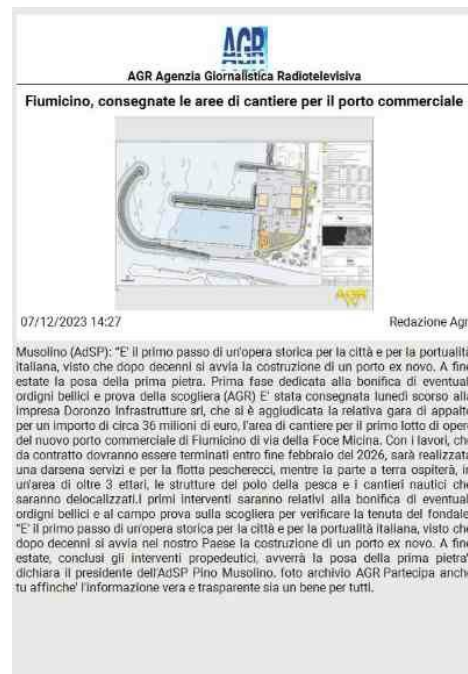 AGR
AGR Agenzia Giornalistica Radiotelevisiva
Fiumicino, consegnate le aree di cantiere per il porto commerciale
AGR
07/12/2023 14:27
Redazione Agr
Musolino (AdSP): "E' il primo passo di un'opera storica per la città e per la portualità
italiana, visto che dopo decenni si avvia la costruzione di un porto ex novo. A fine
estate la posa della prima pietra. Prima fase dedicata alla bonifica di eventual
ordigni bellici e prova della scogliera (AGR) E' stata consegnata lunedì scorso alla
impresa Doronzo Infrastrutture srl, che si è aggiudicata la relativa gara di appalto
per un importo di circa 36 milioni di euro, l'area di cantiere per il primo lotto di opere
del nuovo porto commerciale di Fiumicino di via della Foce Micina. Con i lavori, che
da contratto dovranno essere terminati entro fine febbraio del 2026, sarà realizzata
una darsena servizi e per la flotta pescherecci, mentre la parte a terra ospiterà, in
un'area di oltre 3 ettari, le strutture del polo della pesca e i cantieri nautici che
saranno delocalizzati.I primi interventi saranno relativi alla bonifica di eventual
ordigni bellici e al campo prova sulla scogliera per verificare la tenuta del fondale.
"E' il primo passo di un'opera storica per la città e per la portualità italiana, visto che
dopo decenni si avvia nel nostro Paese la costruzione di un porto ex novo. A fine
estate, conclusi gli interventi propedeutici, avverrà la posa della prima pietra"
dichiara il presidente dell'AdSP Pino Musolino. foto archivio AGR Partecipa anche
tu affinche' l'informazione vera e trasparente sia un bene per tutti.